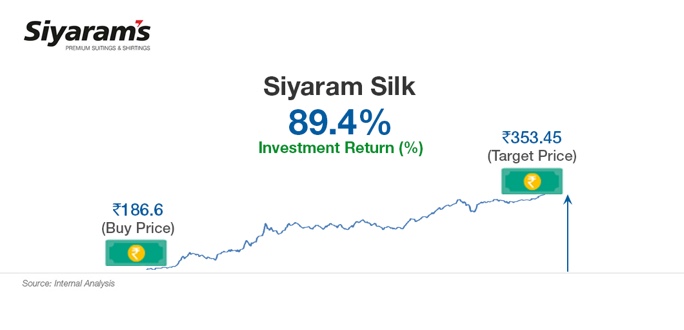 Siyaram's
PREMIUM SUITINGS & SHIRTINGS
Siyaram Silk
89.4%
Investment Return (%)
₹353.45
(Target Price)
₹
₹186.6
(Buy Price)
₹
Source: Internal Analysis